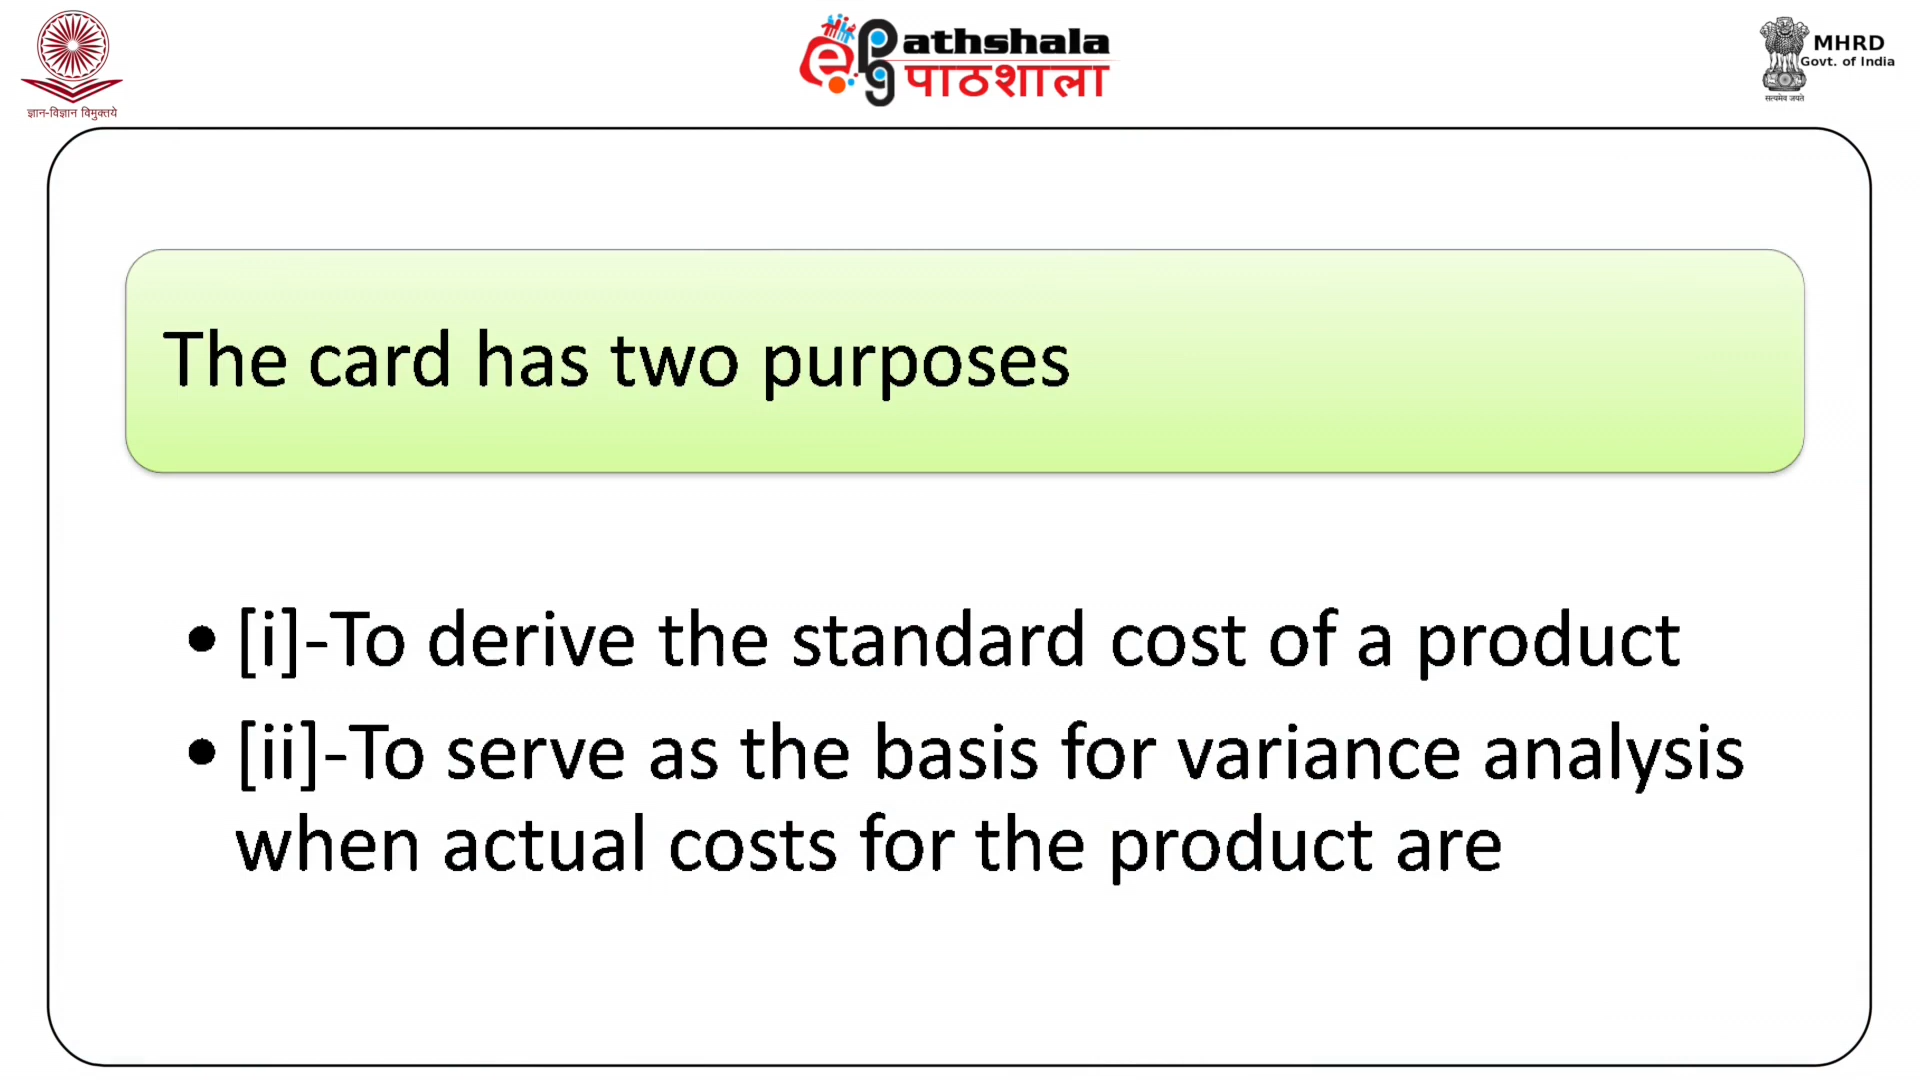 ज्ञान-विज्ञान विमुक्तये
e
pg
athshala
पाठशाला
MHRD
Govt. of India
सत्यमेव जयते
The card has two purposes
• [i]-To derive the standard cost of a product
• [ii]-To serve as the basis for variance analysis
when actual costs for the product are